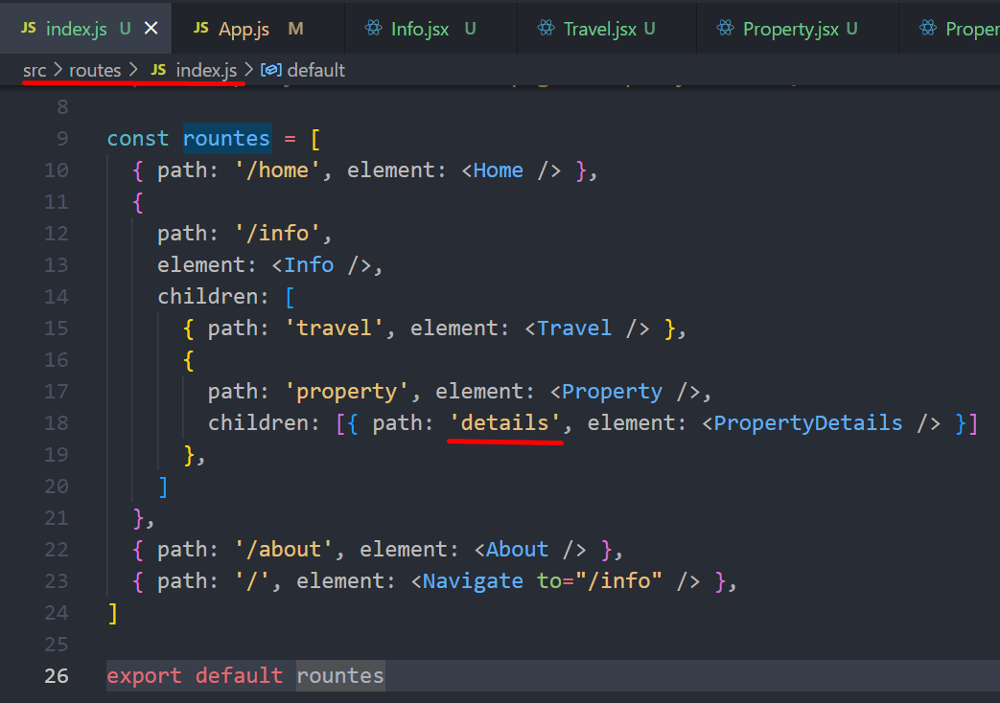 JS index.js U × JS App.js M Info.jsx U Travel.jsx U Property.jsx U Proper
src > routes > JS index.js > default
8
9 const rountes = [
10 { path: '/home', element: <Home /> },
11 {
12 path: '/info',
13 element: <Info />,
14 children: [
15 { path: 'travel', element: <Travel /> },
16 {
17 path: 'property', element: <Property />,
18 children: [{ path: 'details', element: <PropertyDetails /> }]
19 },
20 ]
21 },
22 { path: '/about', element: <About /> },
23 { path: '/', element: <Navigate to="/info" /> },
24 ]
25
26 export default rountes